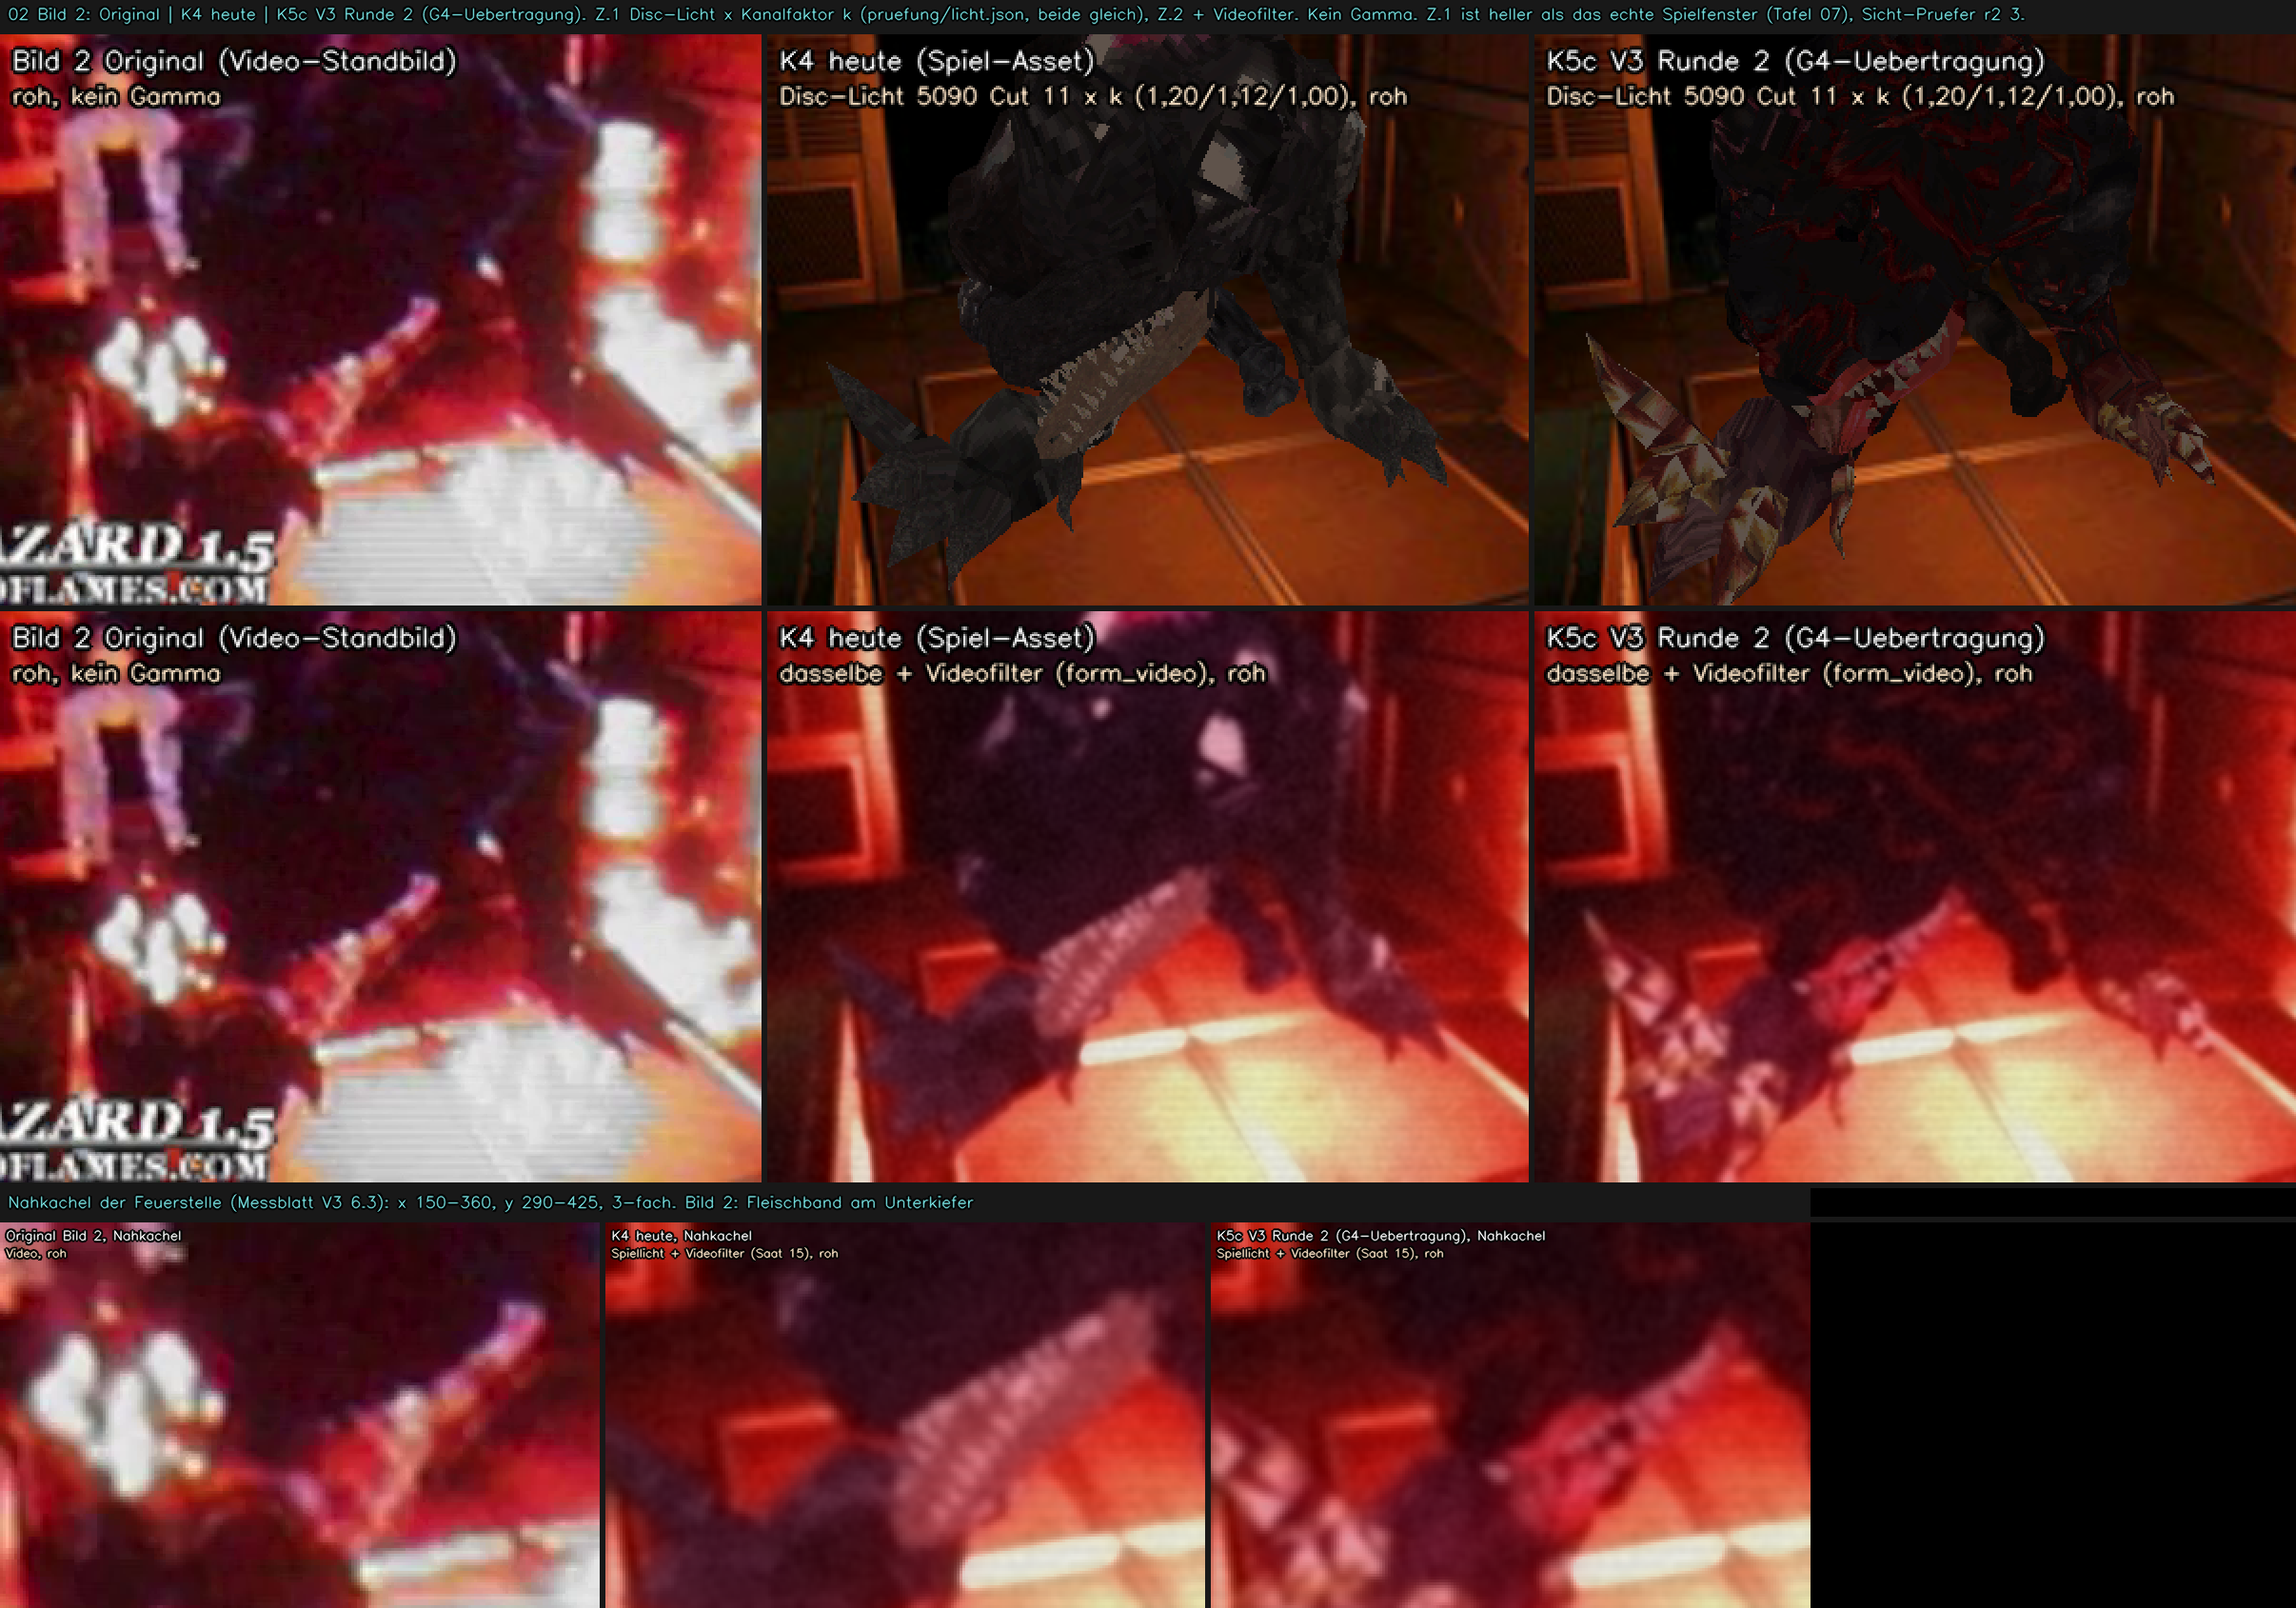 02 Bild 2: Original | K4 heute | K5c V3 Runde 2 (G4-Uebertragung). Z.1 Disc-Licht x Kanalfaktor k (pruefung/licht.json, beide gleich), Z.2 + Videofilter. Kein Gamma. Z.1 ist heller als das echte Spielfenster (Tafel 07), Sicht-Pruefer r2 3.
Bild 2 Original (Video-Standbild)
roh, kein Gamma
K4 heute (Spiel-Asset)
Disc-Licht 5090 Cut 11 x k (1,20/1,12/1,00), roh
K5c V3 Runde 2 (G4-Uebertragung)
Disc-Licht 5090 Cut 11 x k (1,20/1,12/1,00), roh
AZARD 1.5
OFLAMES.COM
Bild 2 Original (Video-Standbild)
roh, kein Gamma
K4 heute (Spiel-Asset)
dasselbe + Videofilter (form_video), roh
K5c V3 Runde 2 (G4-Uebertragung)
dasselbe + Videofilter (form_video), roh
AZARD 1.5
OFLAMES.COM
Nahkachel der Feuerstelle (Messblatt V3 6.3): x 150-360, y 290-425, 3-fach. Bild 2: Fleischband am Unterkiefer
Original Bild 2, Nahkachel
Video, roh
K4 heute, Nahkachel
Spiellicht + Videofilter (Saat 15), roh
K5c V3 Runde 2 (G4-Uebertragung), Nahkachel
Spiellicht + Videofilter (Saat 15), roh